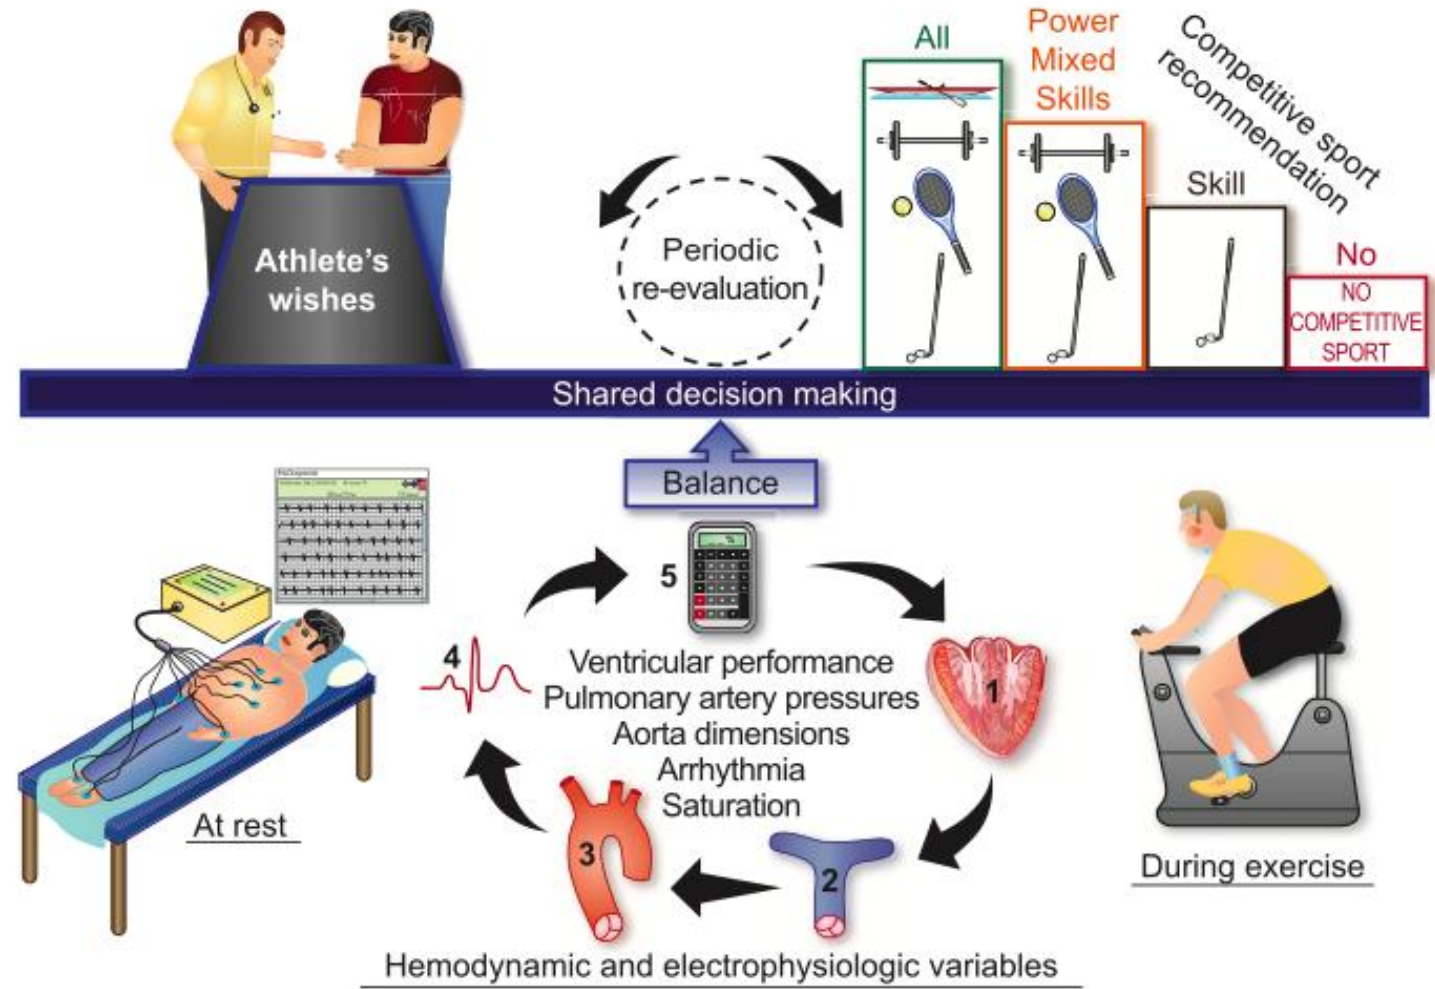 All
Power
Mixed
Skills
Competitive sport
recommendation
Skill
No
NO
COMPETITIVE
SPORT
Athlete's
wishes
Periodic
re-evaluation
Shared decision making
Balance
5
4
1
Ventricular performance
Pulmonary artery pressures
Aorta dimensions
Arrhythmia
Saturation
3
2
At rest
During exercise
Hemodynamic and electrophysiologic variables